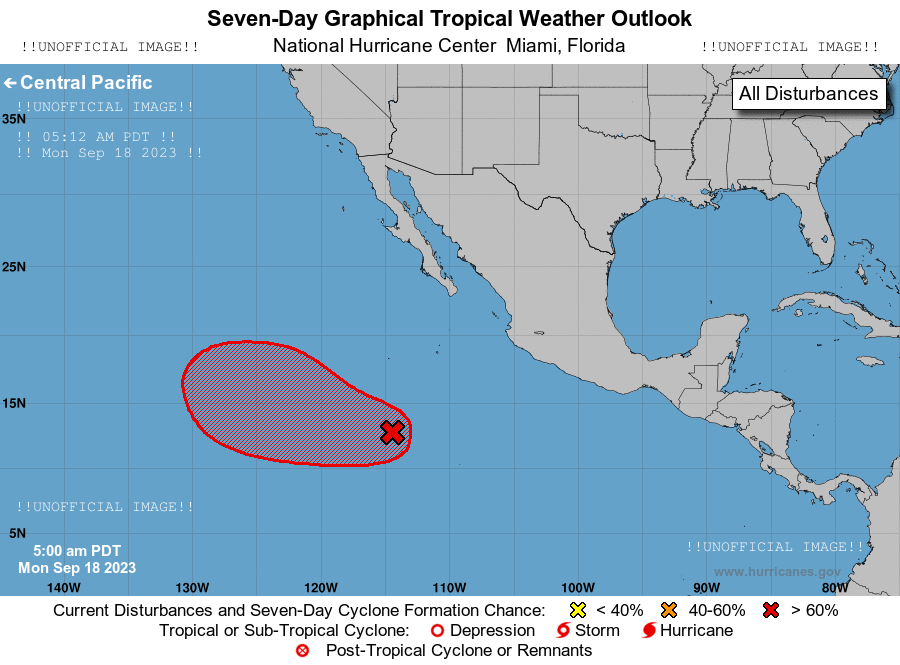 Seven-Day Graphical Tropical Weather Outlook
!!UNOFFICIAL IMAGE!! National Hurricane Center Miami, Florida !!UNOFFICIAL IMAGE!!
← Central Pacific
All Disturbances
!!UNOFFICIAL IMAGE!!
35N
!! 05:12 AM PDT !!
!! Mon Sep 18 2023 !!
25N
15N
!!UNOFFICIAL IMAGE!!
5N
5:00 am PDT
Mon Sep 18 2023
!!UNOFFICIAL IMAGE!!
www.hurricanes.gov
140W 130W 120W 110W 100W 90W 80W
Current Disturbances and Seven-Day Cyclone Formation Chance: < 40% 40-60% > 60%
Tropical or Sub-Tropical Cyclone: Depression Storm Hurricane
Post-Tropical Cyclone or Remnants